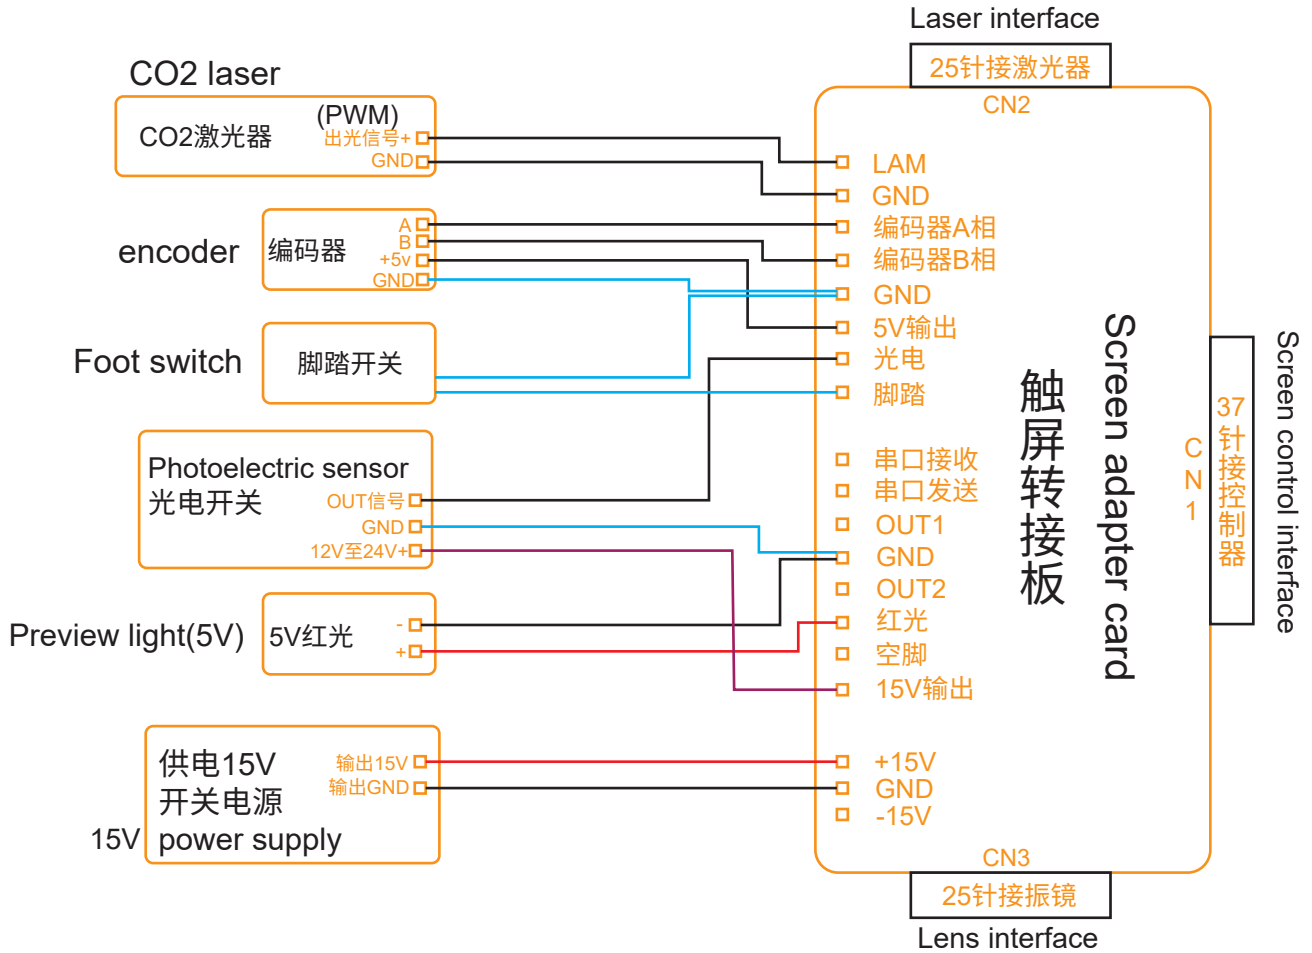 Laser interface
25针接激光器
CN2
CO2 laser
CO2激光器
(PWM)
出光信号+
GND
encoder
编码器
A
B
+5v
GND
Foot switch
脚踏开关
Photoelectric sensor
光电开关
OUT信号
GND
12V至24V+
Preview light(5V)
5V红光
-
+
供电15V
开关电源
15V power supply
输出15V
输出GND
LAM
GND
编码器A相
编码器B相
GND
5V输出
光电
脚踏
串口接收
串口发送
OUT1
GND
OUT2
红光
空脚
15V输出
+15V
GND
-15V
触屏转接板
Screen adapter card
CN1
37针接控制器
Screen control interface
CN3
25针接振镜
Lens interface